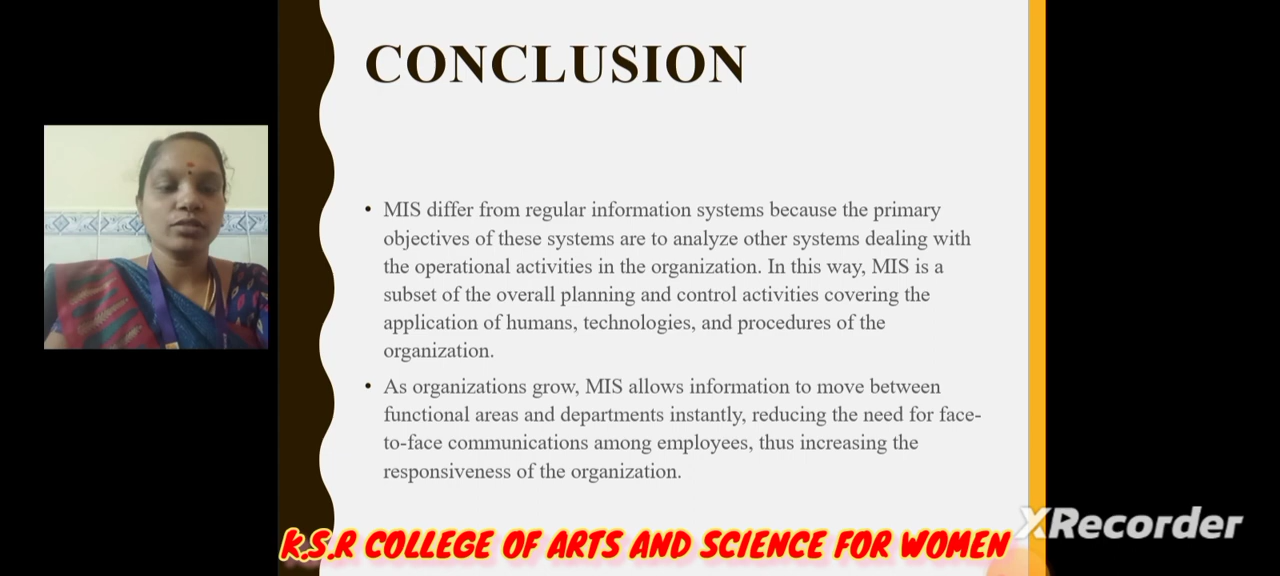 CONCLUSION
• MIS differ from regular information systems because the primary
objectives of these systems are to analyze other systems dealing with
the operational activities in the organization. In this way, MIS is a
subset of the overall planning and control activities covering the
application of humans, technologies, and procedures of the
organization.
• As organizations grow, MIS allows information to move between
functional areas and departments instantly, reducing the need for face-
to-face communications among employees, thus increasing the
responsiveness of the organization.
K.S.R COLLEGE OF ARTS AND SCIENCE FOR WOMEN
XRecorder